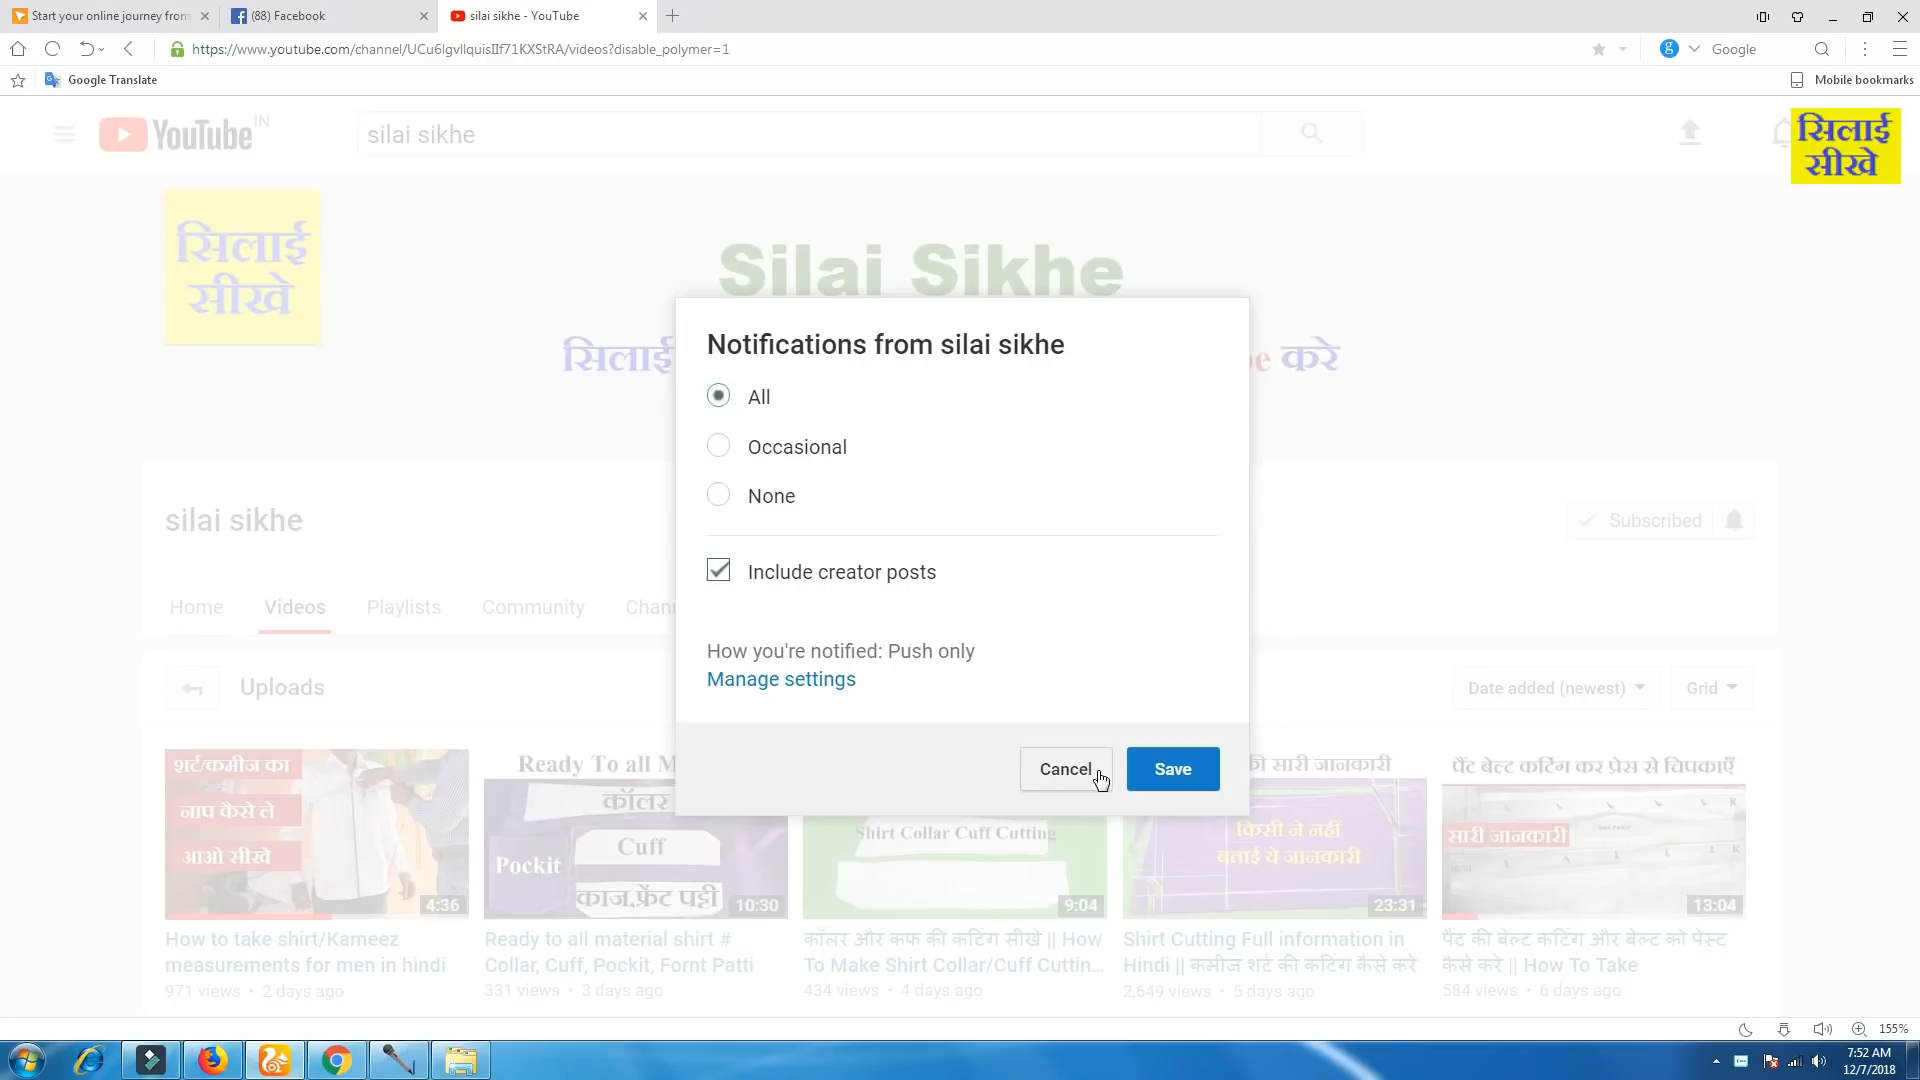 Start your online journey from
(88) Facebook
silai sikhe - YouTube
https://www.youtube.com/channel/UCu6lgvllquisIIf71KXStRA/videos?disable_polymer=1
Google
Google Translate
Mobile bookmarks
YouTube IN
silai sikhe
सिलाई
सीखे
सिलाई
सीखे
Silai Sikhe
सिलाई
करे
Notifications from silai sikhe
All
Occasional
None
Include creator posts
How you're notified: Push only
Manage settings
Cancel
Save
silai sikhe
Subscribed
Home
Videos
Playlists
Community
Uploads
Date added (newest)
Grid
शर्ट/कमीज का
नाप कैसे ले
आओ सीखे
4:36
Ready To all M
कॉलर
Cuff
Pockit
काज,फ्रेंट पट्टी
10:30
Shirt Collar Cuff Cutting
9:04
की सारी जानकारी
किसी ने नहीं
बताई ये जानकारी
23:31
पैंट बेल्ट कटिंग कर प्रेस से चिपकाएँ
सारी जानकारी
13:04
How to take shirt/Kameez
measurements for men in hindi
971 views • 2 days ago
Ready to all material shirt #
Collar, Cuff, Pockit, Fornt Patti
331 views • 3 days ago
कॉलर और कफ की कटिंग सीखे || How
To Make Shirt Collar/Cuff Cuttin...
434 views • 4 days ago
Shirt Cutting Full information in
Hindi || कमीज शर्ट की कटिंग कैसे करे
2,649 views • 5 days ago
पैंट की बेल्ट कटिंग और बेल्ट को पेस्ट
कैसे करे || How To Take
584 views • 6 days ago
155%
7:52 AM
12/7/2018